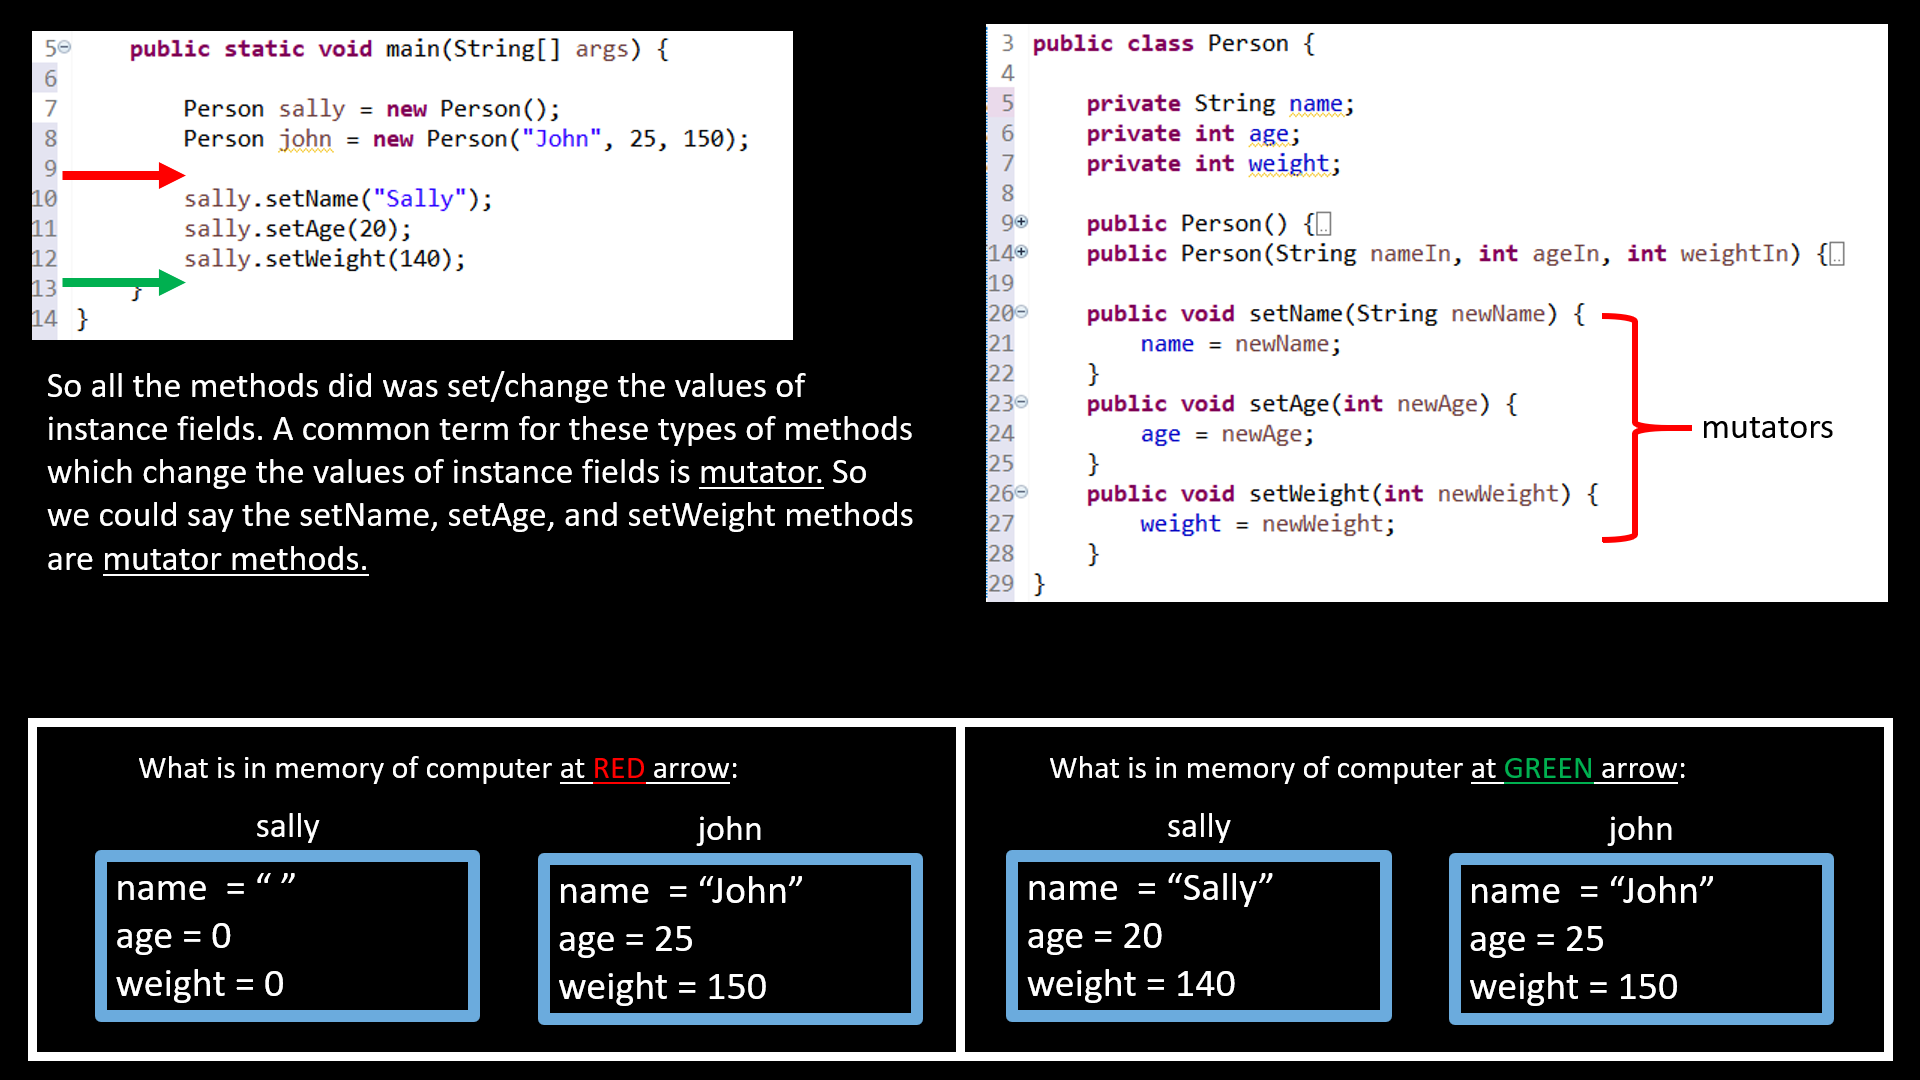 5 public static void main(String[] args) {
6
7 Person sally = new Person();
8 Person john = new Person("John", 25, 150);
9
10 sally.setName("Sally");
11 sally.setAge(20);
12 sally.setWeight(140);
13 }
14 }
So all the methods did was set/change the values of
instance fields. A common term for these types of methods
which change the values of instance fields is mutator. So
we could say the setName, setAge, and setWeight methods
are mutator methods.
3 public class Person {
4
5 private String name;
6 private int age;
7 private int weight;
8
9 public Person() {
14 public Person(String nameIn, int ageIn, int weightIn) {
19
20 public void setName(String newName) {
21 name = newName;
22 }
23 public void setAge(int newAge) {
24 age = newAge;
25 }
26 public void setWeight(int newWeight) {
27 weight = newWeight;
28 }
29 }
mutators
What is in memory of computer at RED arrow:
sally
name = “ ”
age = 0
weight = 0
john
name = “John”
age = 25
weight = 150
What is in memory of computer at GREEN arrow:
sally
name = “Sally”
age = 20
weight = 140
john
name = “John”
age = 25
weight = 150